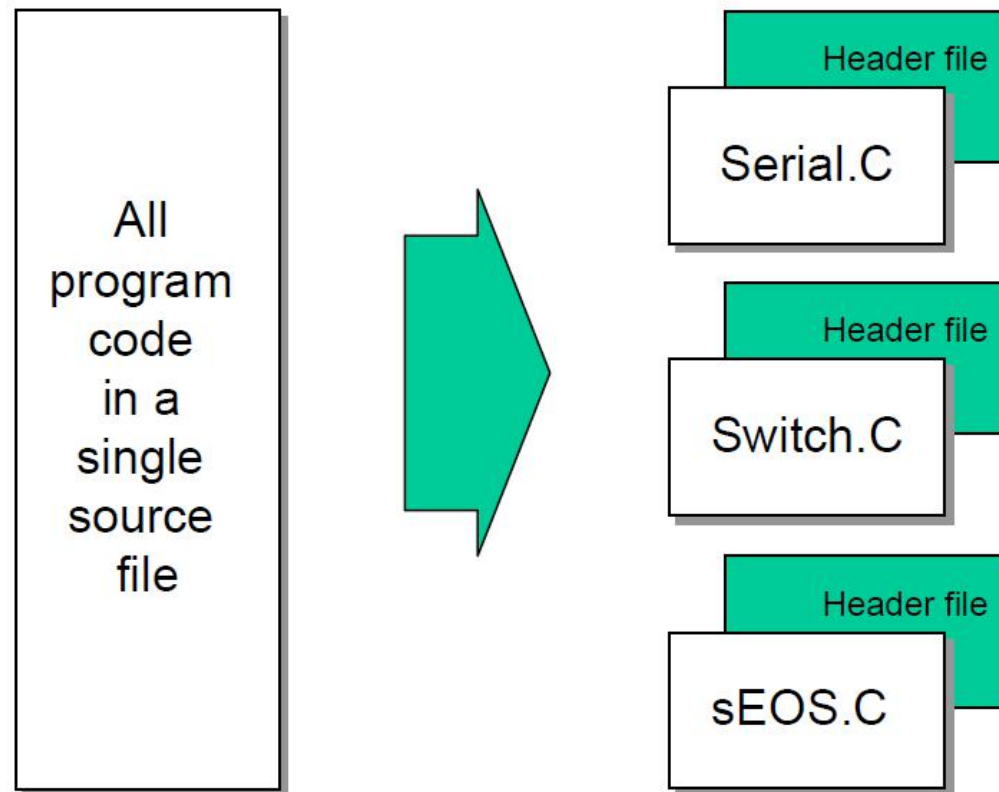 All
program
code
in a
single
source
file
Header file
Serial.C
Header file
Switch.C
Header file
sEOS.C